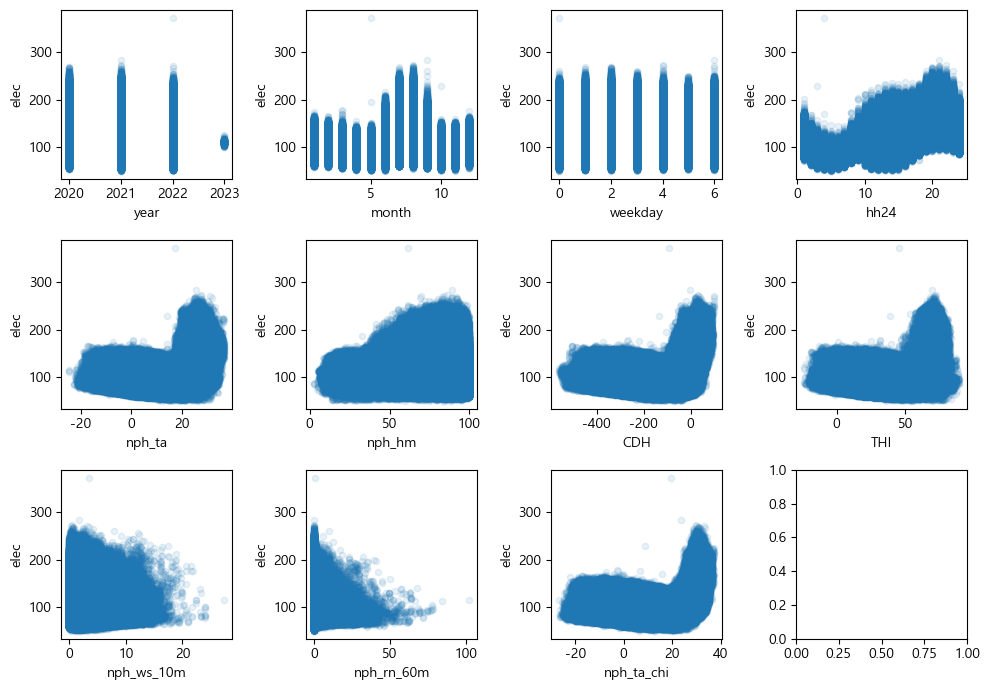 300
200
100
elec
2020 2021 2022 2023
year
300
200
100
elec
5 10
month
300
200
100
elec
0 2 4 6
weekday
300
200
100
elec
0 10 20
hh24
300
200
100
elec
-20 0 20
nph_ta
300
200
100
elec
0 50 100
nph_hm
300
200
100
elec
-400 -200 0
CDH
300
200
100
elec
0 50
THI
300
200
100
elec
0 10 20
nph_ws_10m
300
200
100
elec
0 50 100
nph_rn_60m
300
200
100
elec
-20 0 20 40
nph_ta_chi
1.0
0.8
0.6
0.4
0.2
0.0
0.00 0.25 0.50 0.75 1.00